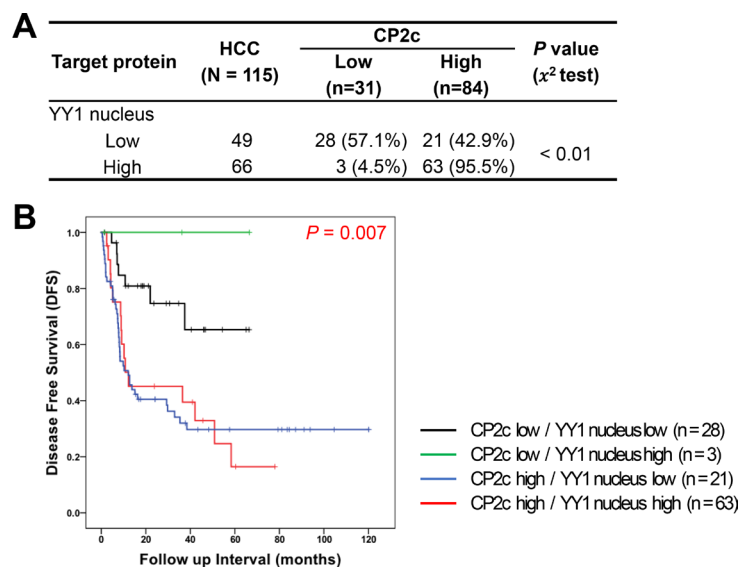 A
Target protein HCC (N = 115) CP2c Low (n=31) High (n=84) P value (x² test)
YY1 nucleus
Low 49 28 (57.1%) 21 (42.9%) < 0.01
High 66 3 (4.5%) 63 (95.5%)
B
P = 0.007
Disease Free Survival (DFS)
1.0
0.8
0.6
0.4
0.2
0.0
0 20 40 60 80 100 120
Follow up Interval (months)
CP2c low / YY1 nucleus low (n=28)
CP2c low / YY1 nucleus high (n=3)
CP2c high / YY1 nucleus low (n=21)
CP2c high / YY1 nucleus high (n=63)